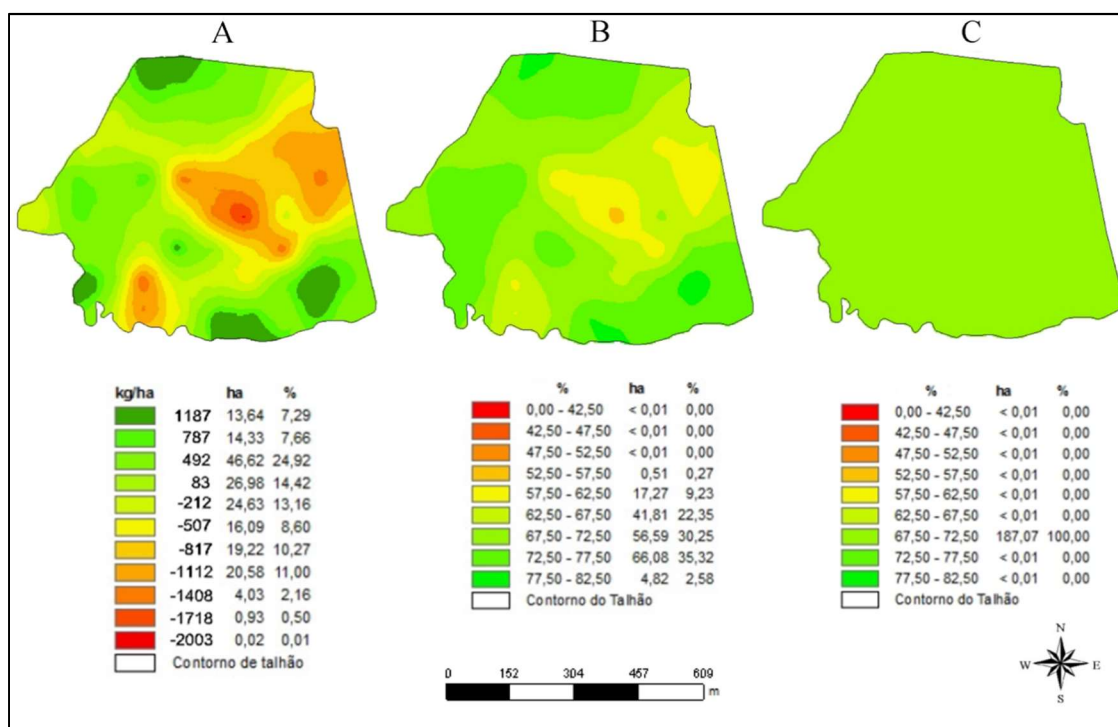 A B C
kg/ha ha %
1187 13,64 7,29
787 14,33 7,66
492 46,62 24,92
83 26,98 14,42
-212 24,63 13,16
-507 16,09 8,60
-817 19,22 10,27
-1112 20,58 11,00
-1408 4,03 2,16
-1718 0,93 0,50
-2003 0,02 0,01
Contorno de talhão
% ha %
0,00 - 42,50 < 0,01 0,00
42,50 - 47,50 < 0,01 0,00
47,50 - 52,50 < 0,01 0,00
52,50 - 57,50 0,51 0,27
57,50 - 62,50 17,27 9,23
62,50 - 67,50 41,81 22,35
67,50 - 72,50 56,59 30,25
72,50 - 77,50 66,08 35,32
77,50 - 82,50 4,82 2,58
Contorno do Talhão
% ha %
0,00 - 42,50 < 0,01 0,00
42,50 - 47,50 < 0,01 0,00
47,50 - 52,50 < 0,01 0,00
52,50 - 57,50 < 0,01 0,00
57,50 - 62,50 < 0,01 0,00
62,50 - 67,50 < 0,01 0,00
67,50 - 72,50 187,07 100,00
72,50 - 77,50 < 0,01 0,00
77,50 - 82,50 < 0,01 0,00
Contorno do Talhão
0 152 304 457 609
m
N
W E
S